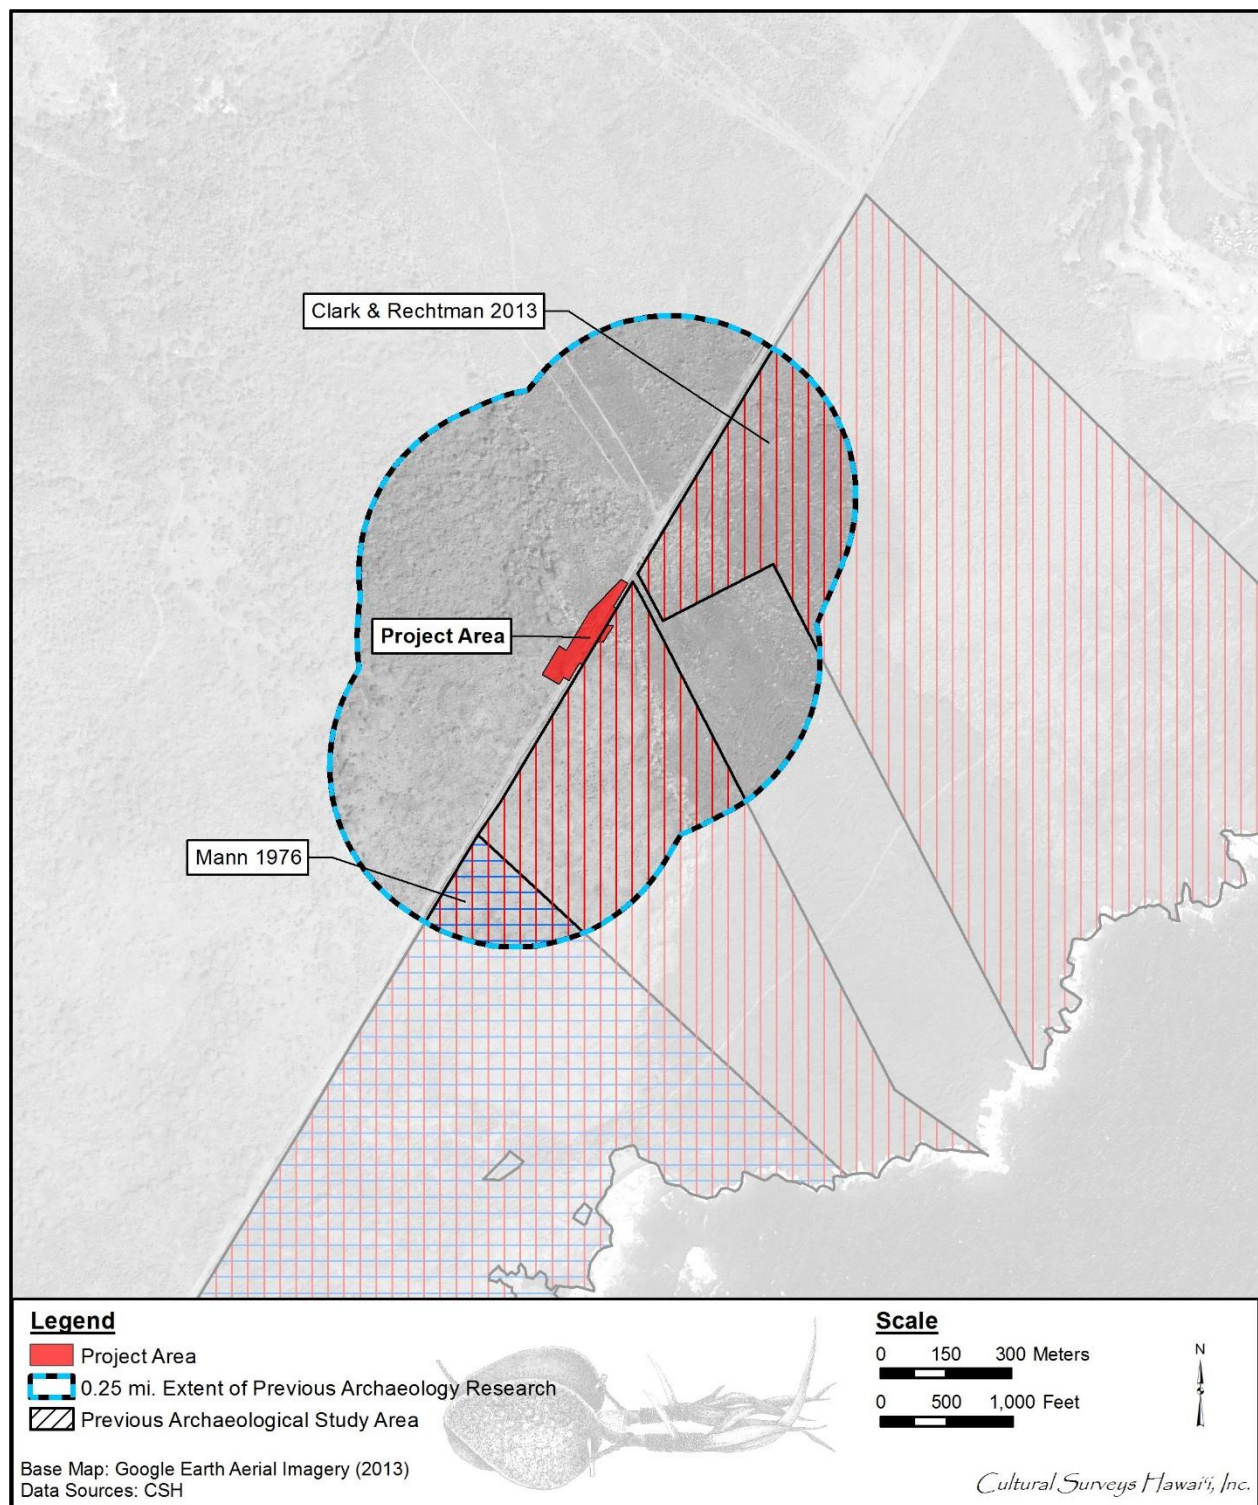 Clark & Rechtman 2013
Project Area
Mann 1976
Legend
Project Area
0.25 mi. Extent of Previous Archaeology Research
Previous Archaeological Study Area
Base Map: Google Earth Aerial Imagery (2013)
Data Sources: CSH
Scale
0 150 300 Meters
0 500 1,000 Feet
N
Cultural Surveys Hawai‘i, Inc.